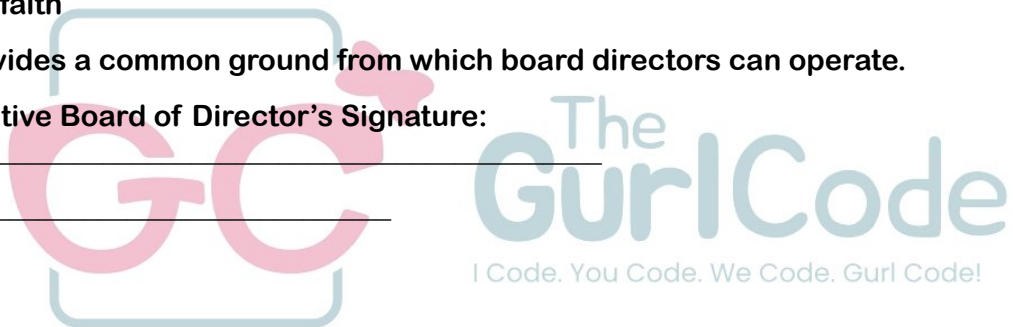 faith
vides a common ground from which board directors can operate.
tive Board of Director's Signature:
GC
The
GurlCode
I Code. You Code. We Code. Gurl Code!